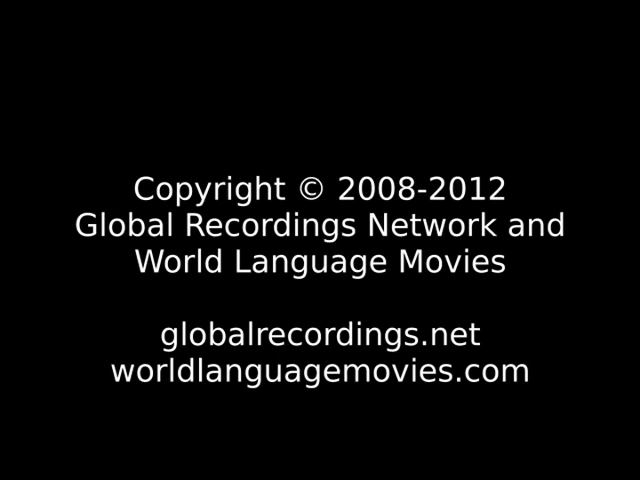 Copyright © 2008-2012
Global Recordings Network and
World Language Movies
globalrecordings.net
worldlanguagemovies.com